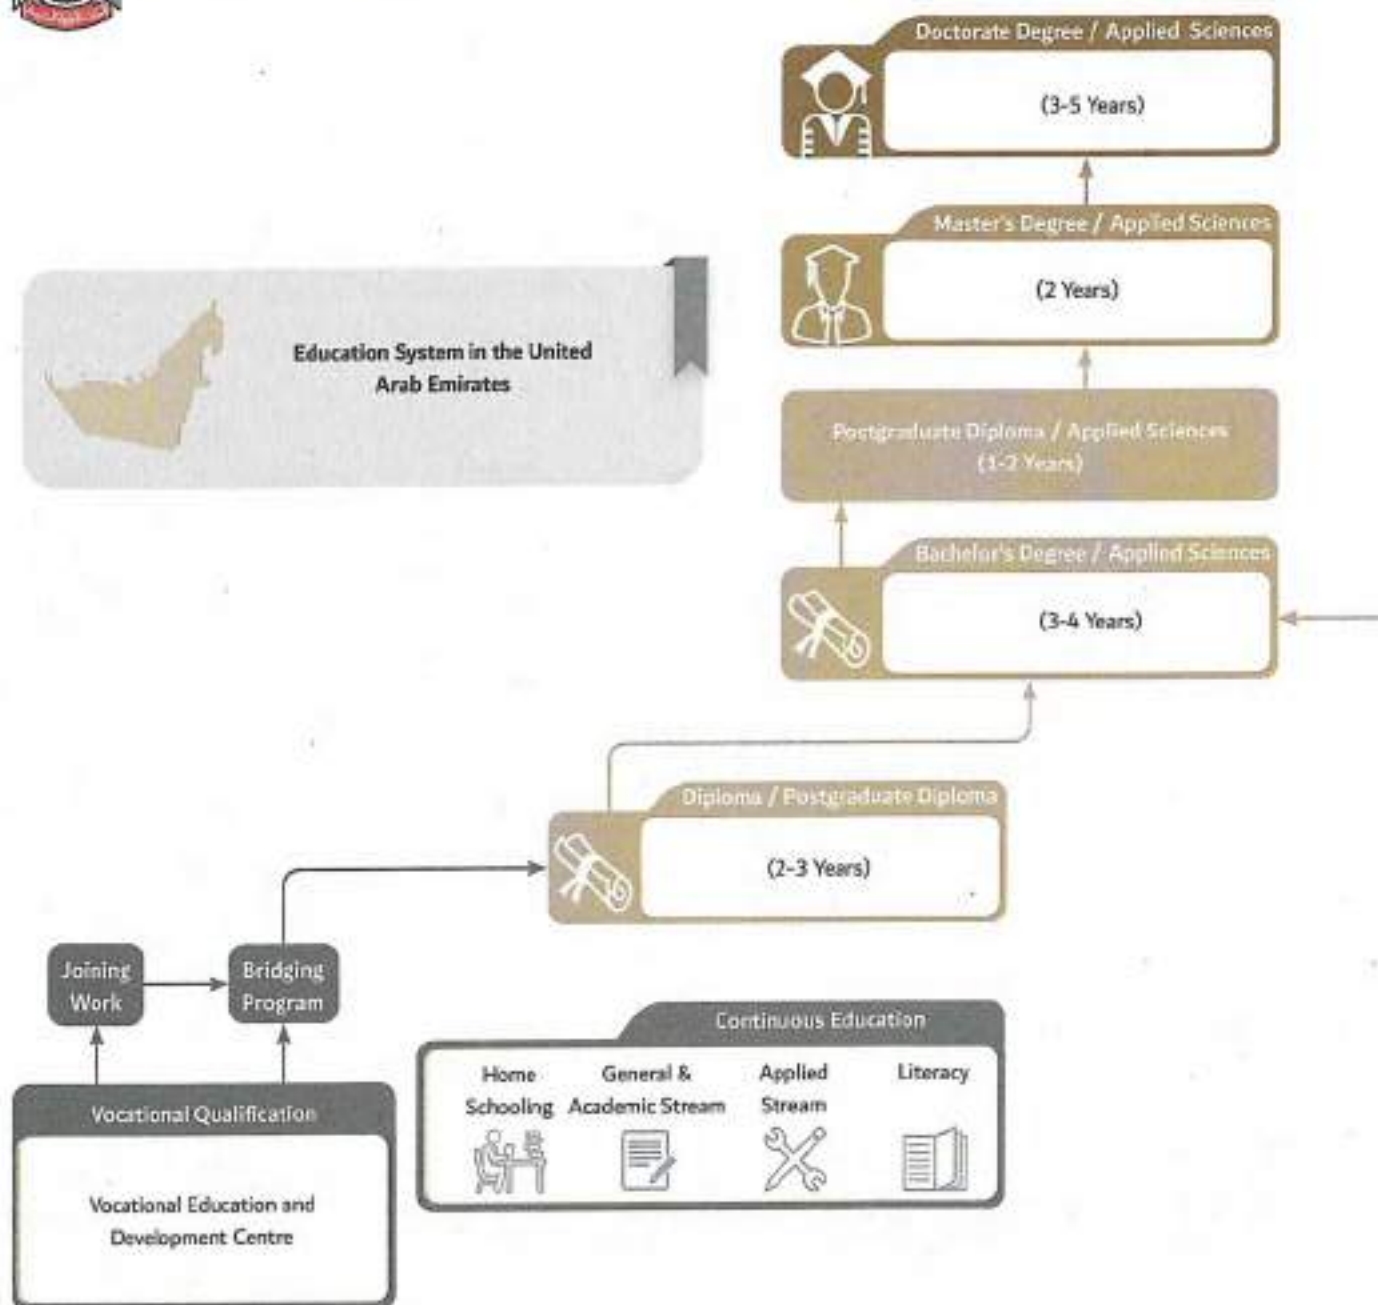 Doctorate Degree / Applied Sciences
(3-5 Years)
Master's Degree / Applied Sciences
(2 Years)
Education System in the United
Arab Emirates
Postgraduate Diploma / Applied Sciences
(1-2 Years)
Bachelor's Degree / Applied Sciences
(3-4 Years)
Diploma / Postgraduate Diploma
(2-3 Years)
Joining
Work
Bridging
Program
Continuous Education
Home
Schooling
General &
Academic Stream
Applied
Stream
Literacy
Vocational Qualification
Vocational Education and
Development Centre